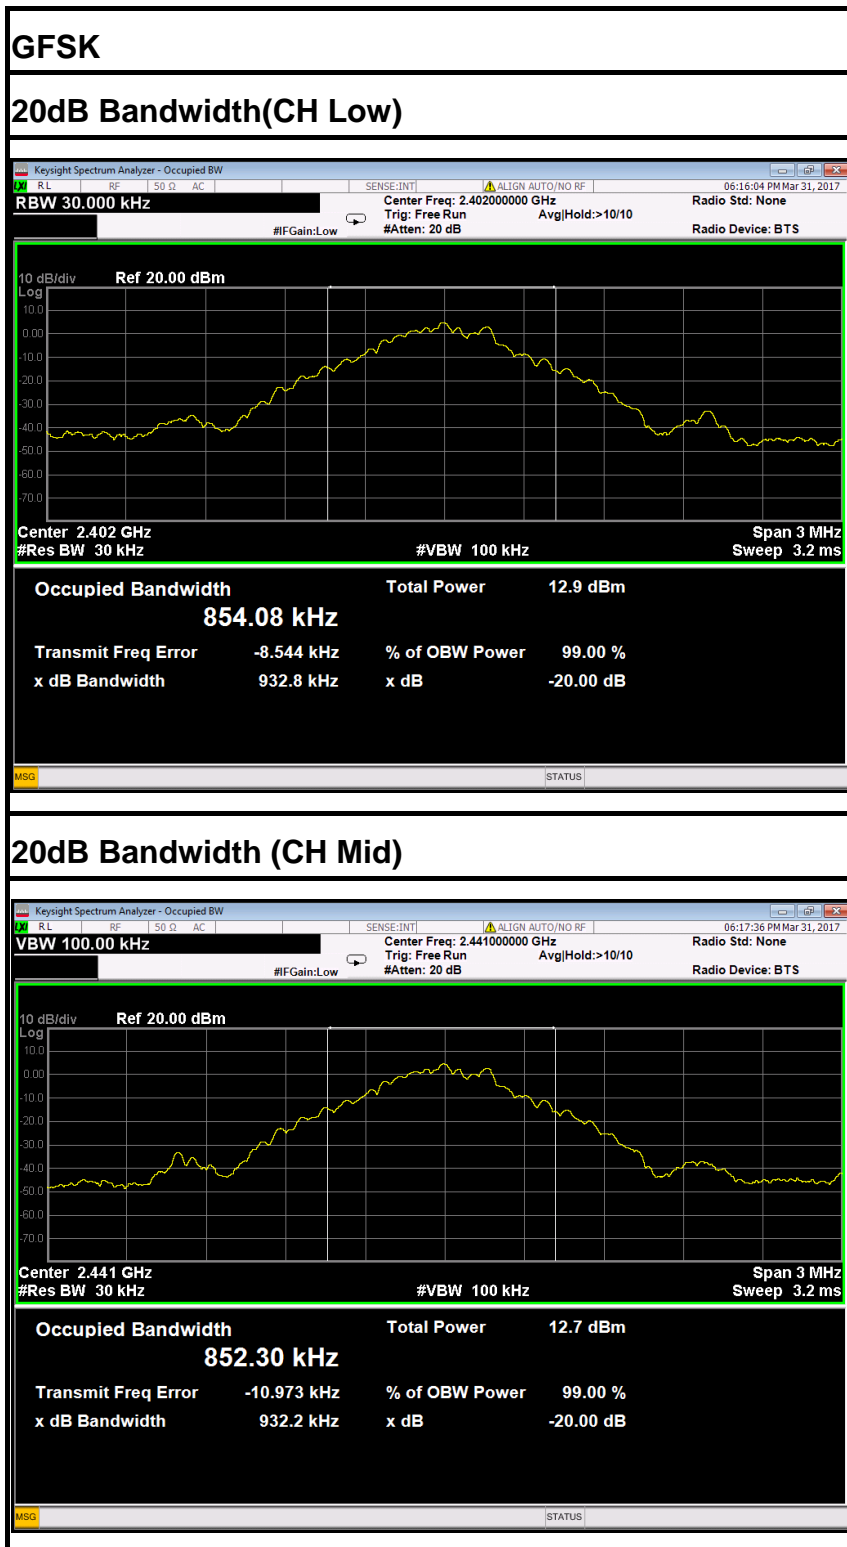 GFSK
20dB Bandwidth(CH Low)
Keysight Spectrum Analyzer - Occupied BW
LXI RL RF 50 Ω AC SENSE:INT ALIGN AUTO/NO RF 06:16:04 PM Mar 31, 2017
RBW 30.000 kHz Center Freq: 2.402000000 GHz Radio Std: None
Trig: Free Run Avg|Hold:>10/10
#IFGain:Low #Atten: 20 dB Radio Device: BTS
10 dB/div Ref 20.00 dBm
Log
10.0
0.00
-10.0
-20.0
-30.0
-40.0
-50.0
-60.0
-70.0
Center 2.402 GHz Span 3 MHz
#Res BW 30 kHz #VBW 100 kHz Sweep 3.2 ms
Occupied Bandwidth Total Power 12.9 dBm
854.08 kHz
Transmit Freq Error -8.544 kHz % of OBW Power 99.00 %
x dB Bandwidth 932.8 kHz x dB -20.00 dB
MSG STATUS
20dB Bandwidth (CH Mid)
Keysight Spectrum Analyzer - Occupied BW
LXI RL RF 50 Ω AC SENSE:INT ALIGN AUTO/NO RF 06:17:36 PM Mar 31, 2017
VBW 100.00 kHz Center Freq: 2.441000000 GHz Radio Std: None
Trig: Free Run Avg|Hold:>10/10
#IFGain:Low #Atten: 20 dB Radio Device: BTS
10 dB/div Ref 20.00 dBm
Log
10.0
0.00
-10.0
-20.0
-30.0
-40.0
-50.0
-60.0
-70.0
Center 2.441 GHz Span 3 MHz
#Res BW 30 kHz #VBW 100 kHz Sweep 3.2 ms
Occupied Bandwidth Total Power 12.7 dBm
852.30 kHz
Transmit Freq Error -10.973 kHz % of OBW Power 99.00 %
x dB Bandwidth 932.2 kHz x dB -20.00 dB
MSG STATUS